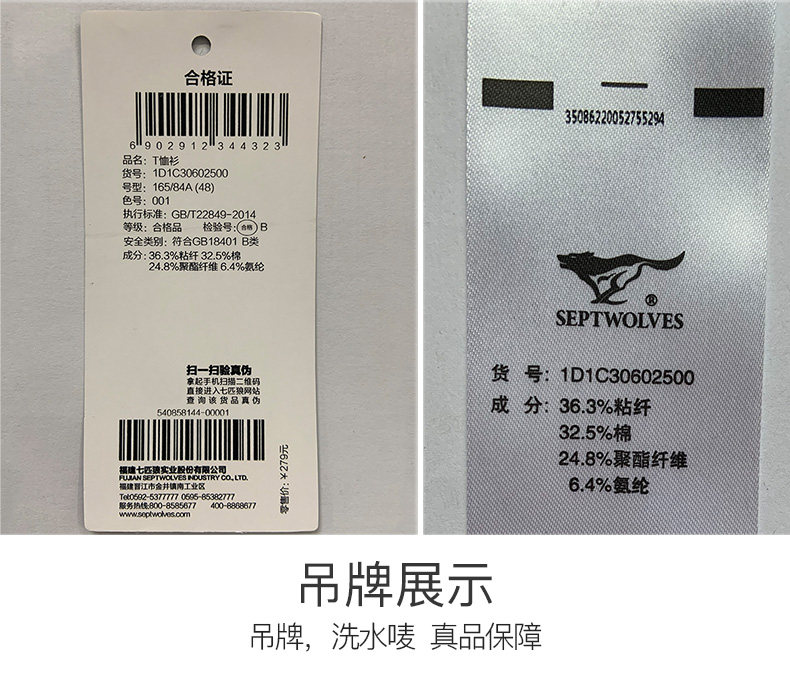 合格证
6 902912 344323
品名: T恤衫
货号: 1D1C30602500
号型: 165/84A (48)
色号: 001
执行标准: GB/T22849-2014
等级: 合格品 检验号: 合格 B
安全类别: 符合GB18401 B类
成分: 36.3%粘纤 32.5%棉
24.8%聚酯纤维 6.4%氨纶
扫一扫验真伪
拿起手机扫描二维码
直接进入七匹狼网站
查询该货品真伪
540858144-00001
福建七匹狼实业股份有限公司
FUJIAN SEPTWOLVES INDUSTRY CO., LTD.
福建晋江市金井镇南工业区
Tel:0592-5377777 0595-85382777
服务热线:800-8585677 400-8868677
www.septwolves.com
零售价: ¥279元
35086220052755294
®
SEPTWOLVES
货 号: 1D1C30602500
成 分: 36.3%粘纤
32.5%棉
24.8%聚酯纤维
6.4%氨纶
吊牌展示
吊牌, 洗水唛 真品保障